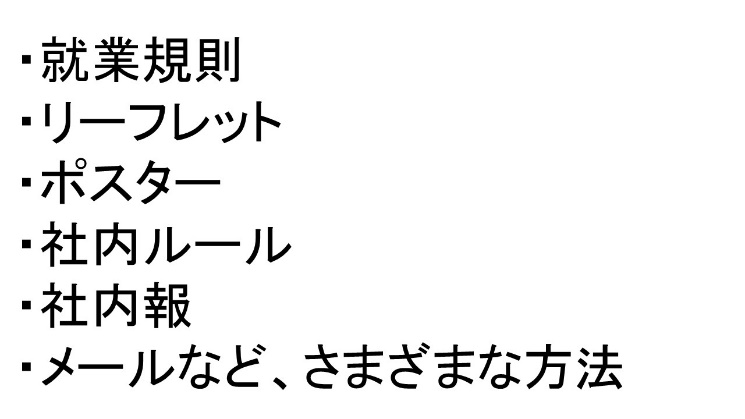 ・就業規則
・リーフレット
・ポスター
・社内ルール
・社内報
・メールなど、さまざまな方法